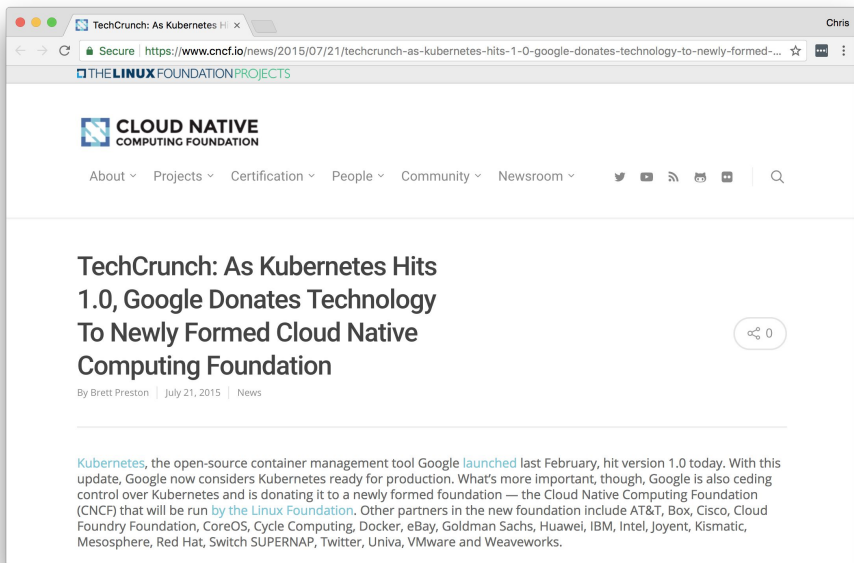 TechCrunch: As Kubernetes Hi
Chris
Secure https://www.cncf.io/news/2015/07/21/techcrunch-as-kubernetes-hits-1-0-google-donates-technology-to-newly-formed-...
THE LINUX FOUNDATION PROJECTS
CLOUD NATIVE
COMPUTING FOUNDATION
About Projects Certification People Community Newsroom
TechCrunch: As Kubernetes Hits
1.0, Google Donates Technology
To Newly Formed Cloud Native
Computing Foundation
0
By Brett Preston July 21, 2015 News
Kubernetes, the open-source container management tool Google launched last February, hit version 1.0 today. With this
update, Google now considers Kubernetes ready for production. What’s more important, though, Google is also ceding
control over Kubernetes and is donating it to a newly formed foundation — the Cloud Native Computing Foundation
(CNCF) that will be run by the Linux Foundation. Other partners in the new foundation include AT&T, Box, Cisco, Cloud
Foundry Foundation, CoreOS, Cycle Computing, Docker, eBay, Goldman Sachs, Huawei, IBM, Intel, Joyent, Kismatic,
Mesosphere, Red Hat, Switch SUPERNAP, Twitter, Univa, VMware and Weaveworks.